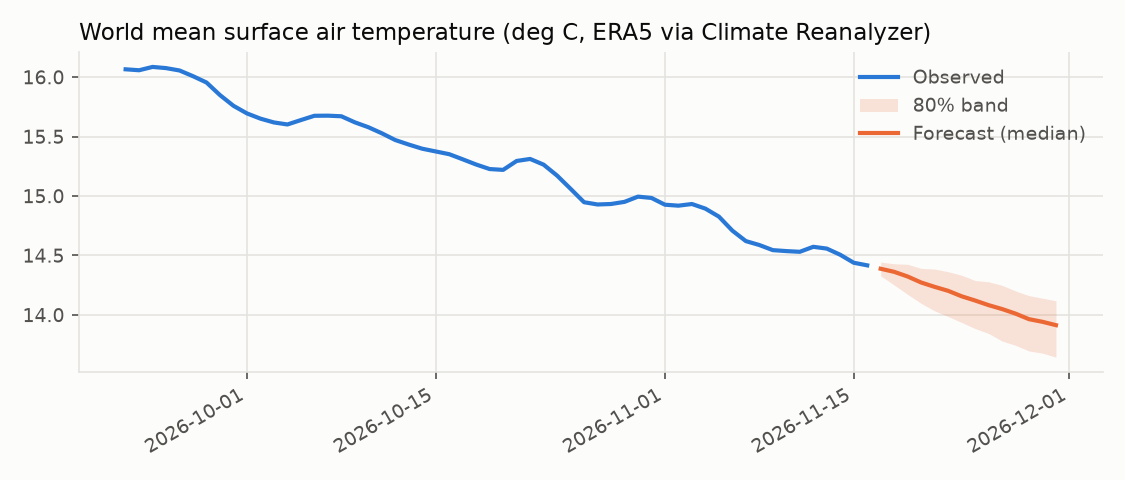 World mean surface air temperature (deg C, ERA5 via Climate Reanalyzer)
16.0
15.5
15.0
14.5
14.0
Observed
80% band
Forecast (median)
2026-10-01
2026-10-15
2026-11-01
2026-11-15
2026-12-01